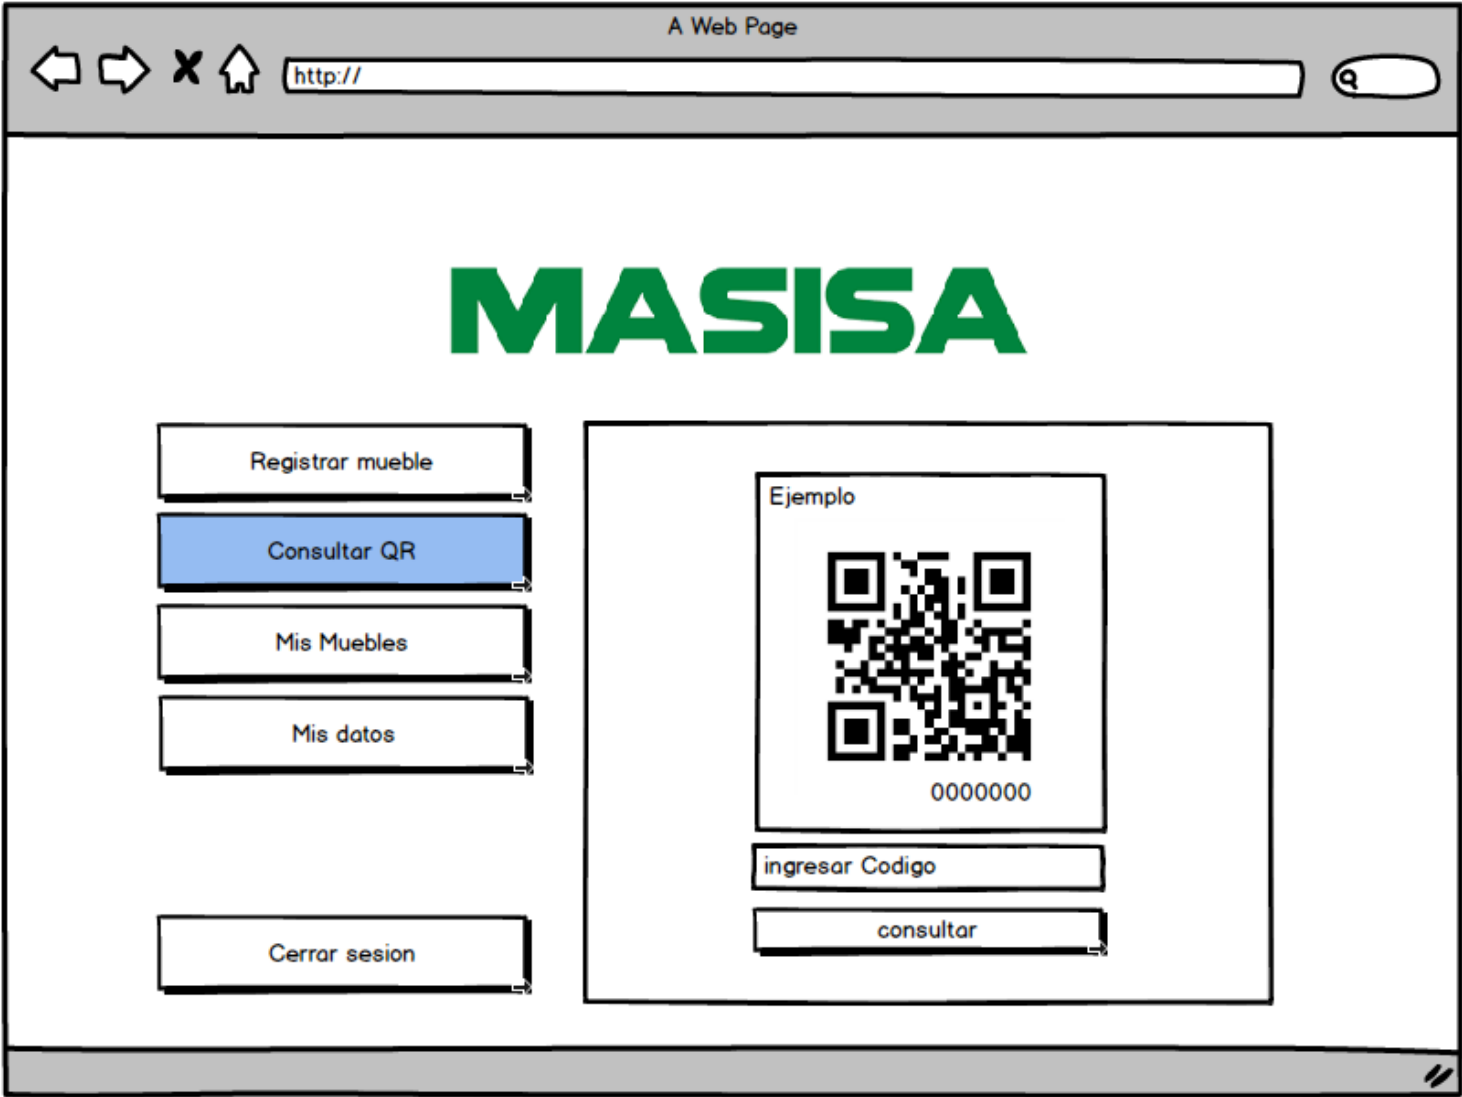 A Web Page
http://
MASISA
Registrar mueble
Consultar QR
Mis Muebles
Mis datos
Cerrar sesion
Ejemplo
0000000
ingresar Codigo
consultar